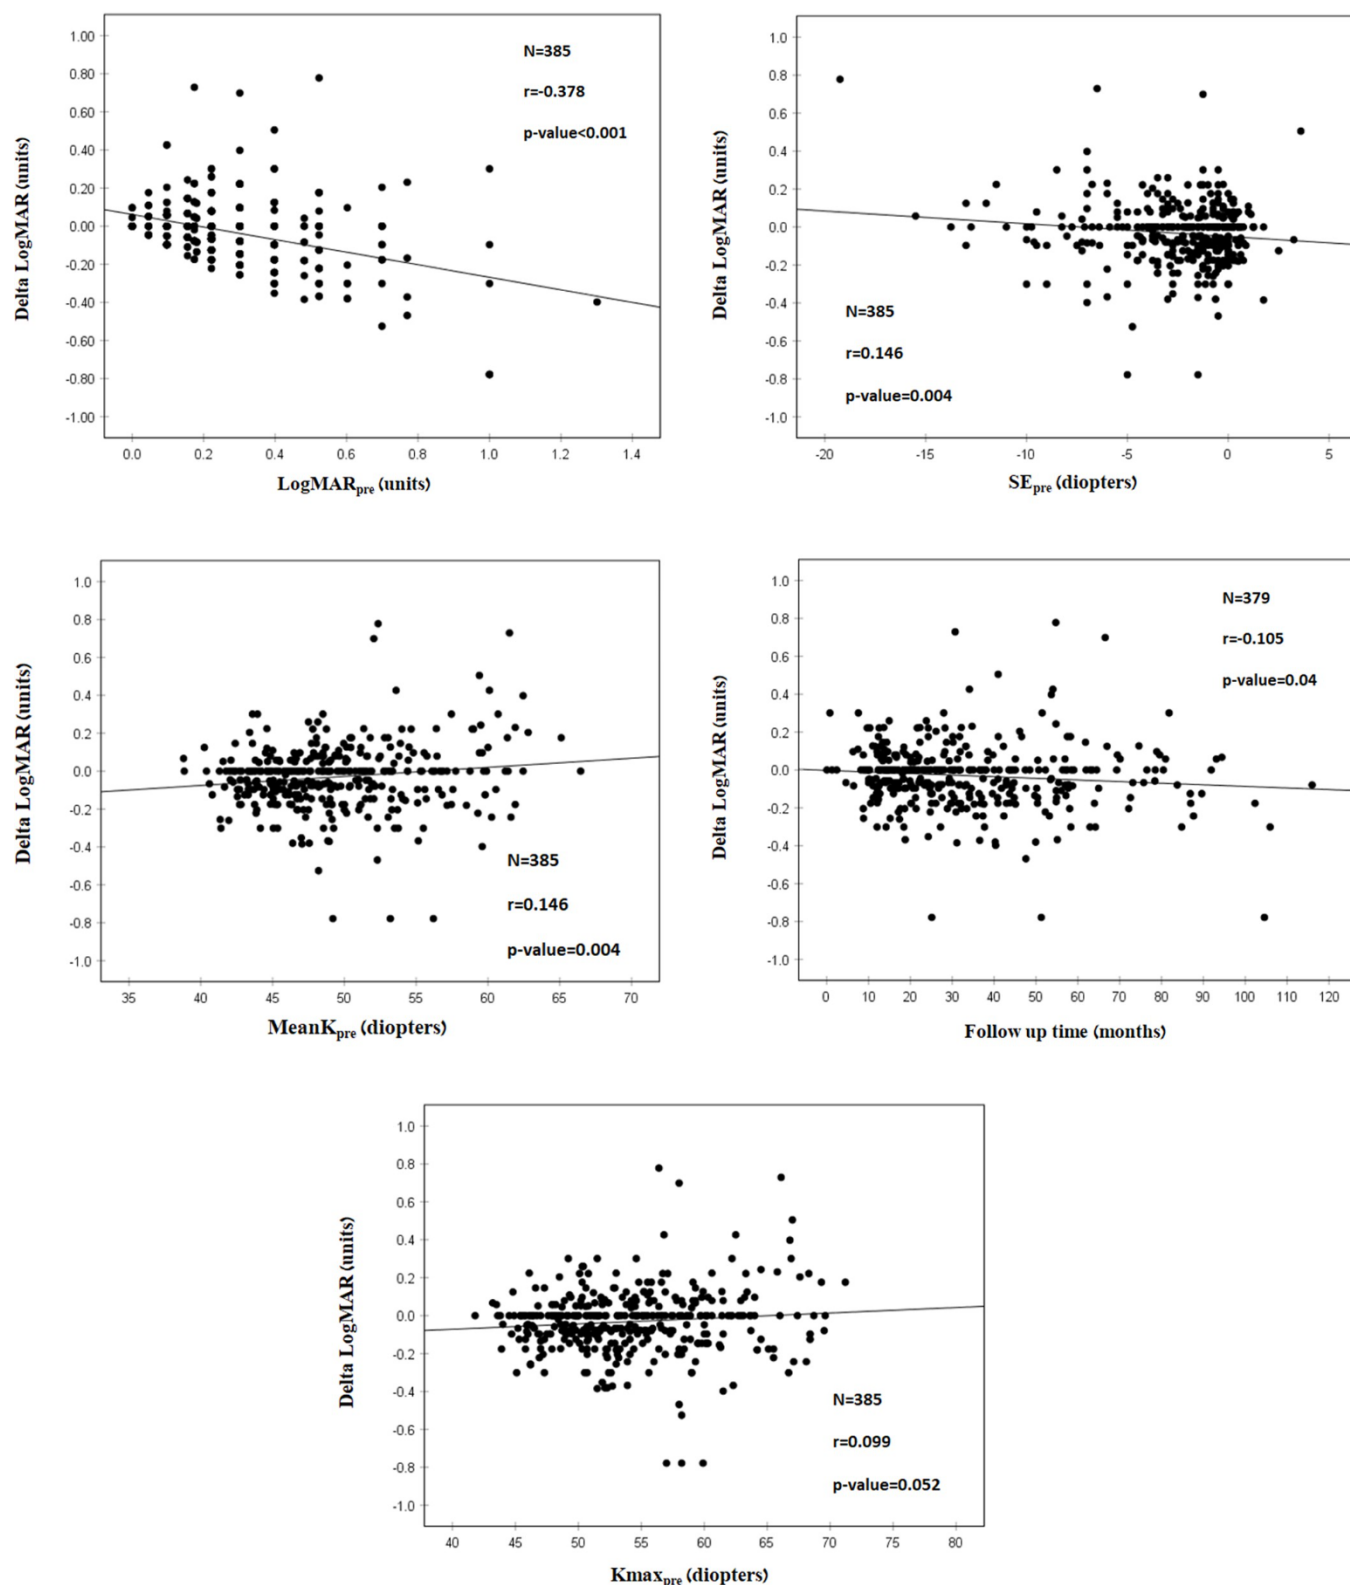 1.00
0.80
0.60
0.40
0.20
0.00
-0.20
-0.40
-0.60
-0.80
-1.00
Delta LogMAR (units)
N=385
r=-0.378
p-value<0.001
0.0 0.2 0.4 0.6 0.8 1.0 1.2 1.4
LogMARpre (units)
1.0
0.8
0.6
0.4
0.2
0.0
-0.2
-0.4
-0.6
-0.8
-1.0
Delta LogMAR (units)
N=385
r=0.146
p-value=0.004
-20 -15 -10 -5 0 5
SEpre (diopters)
1.0
0.8
0.6
0.4
0.2
0.0
-0.2
-0.4
-0.6
-0.8
-1.0
Delta LogMAR (units)
N=385
r=0.146
p-value=0.004
35 40 45 50 55 60 65 70
MeanKpre (diopters)
1.0
0.8
0.6
0.4
0.2
0.0
-0.2
-0.4
-0.6
-0.8
-1.0
Delta LogMAR (units)
N=379
r=-0.105
p-value=0.04
0 10 20 30 40 50 60 70 80 90 100 110 120
Follow up time (months)
1.0
0.8
0.6
0.4
0.2
0.0
-0.2
-0.4
-0.6
-0.8
-1.0
Delta LogMAR (units)
N=385
r=0.099
p-value=0.052
40 45 50 55 60 65 70 75 80
Kmaxpre (diopters)